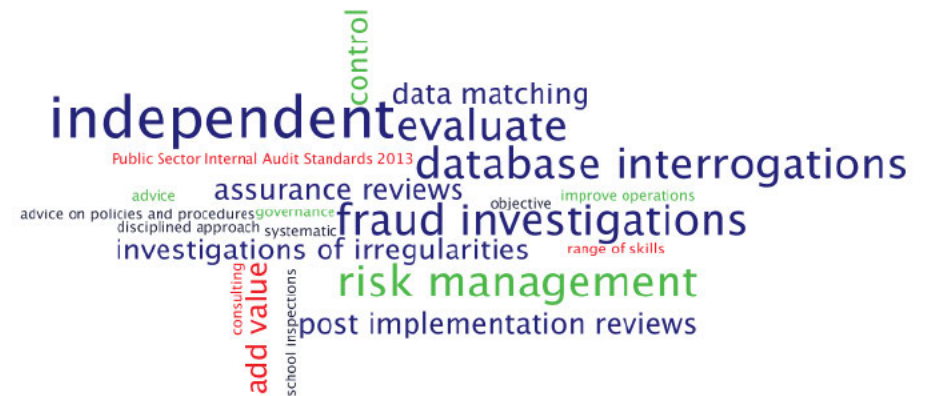 control
data matching
independent
evaluate
Public Sector Internal Audit Standards 2013
database interrogations
assurance reviews
advice
improve operations
objective
advice on policies and procedures
governance
fraud investigations
disciplined approach
systematic
investigations of irregularities
range of skills
consulting
add value
school inspections
risk management
post implementation reviews